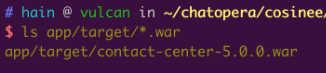 # hain @ vulcan in ~/chatopera/cosinee/
$ ls app/target/*.war
app/target/contact-center-5.0.0.war